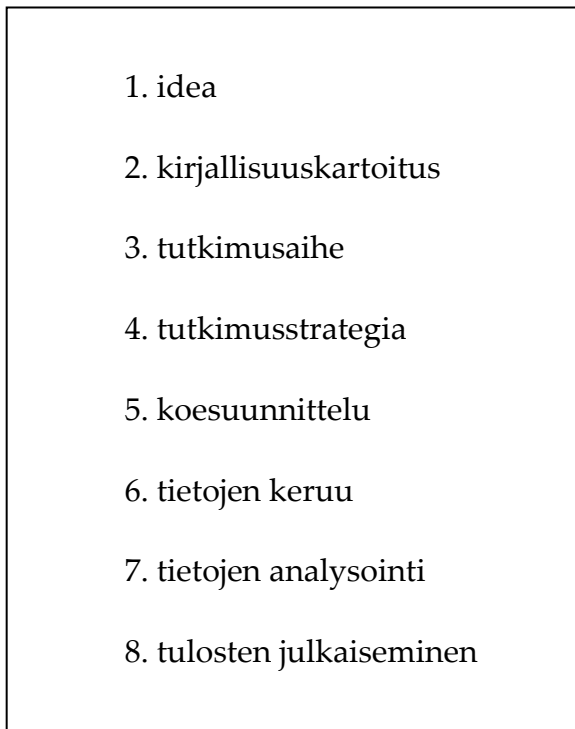 1. idea
2. kirjallisuuskartoitus
3. tutkimusaihe
4. tutkimusstrategia
5. koesuunnittelu
6. tietojen keruu
7. tietojen analysointi
8. tulosten julkaiseminen